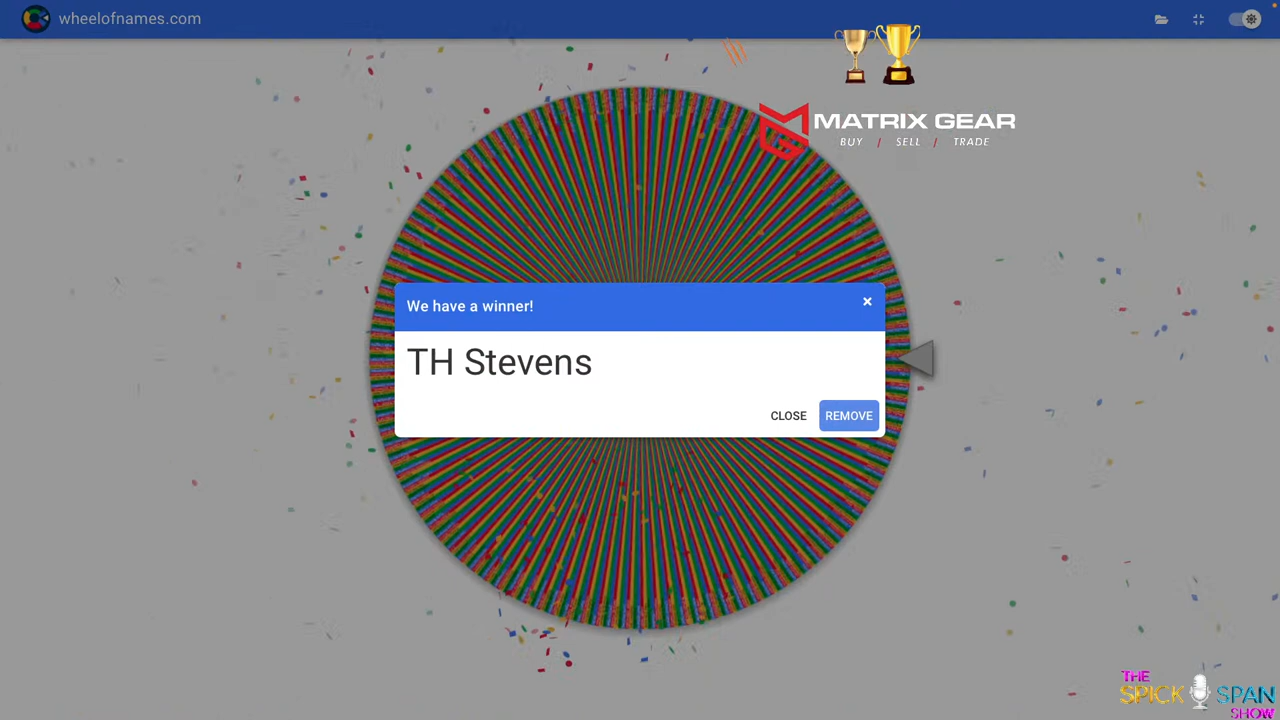 wheelofnames.com
MATRIX GEAR
BUY / SELL / TRADE
We have a winner!
×
TH Stevens
CLOSE REMOVE
THE
SPICK SPAN
SHOW